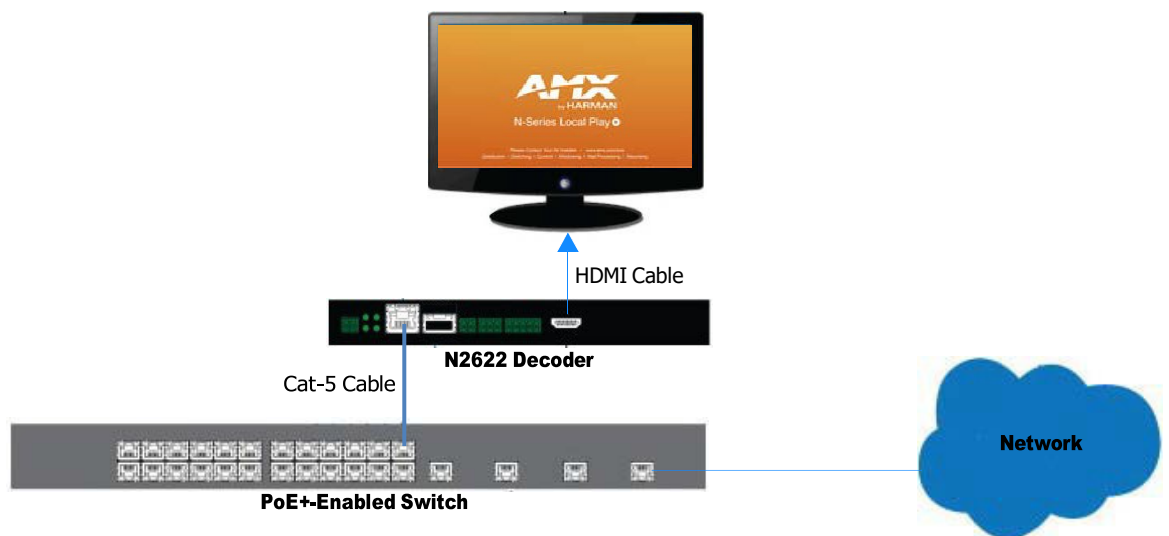 AMX
by HARMAN
N-Series Local Play
HDMI Cable
N2622 Decoder
Cat-5 Cable
Network
PoE+-Enabled Switch